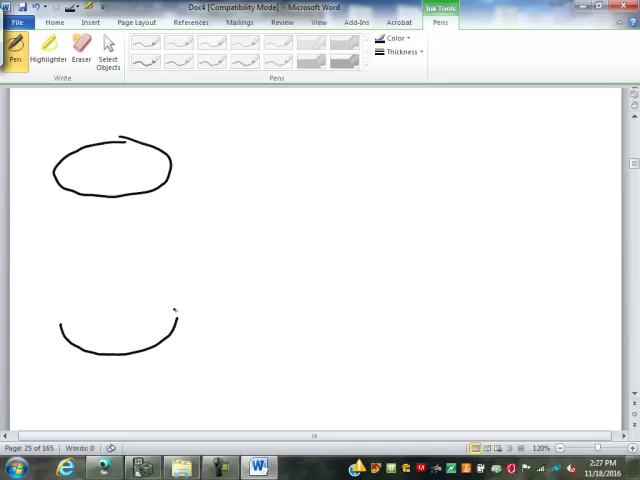 Doc4 [Compatibility Mode] - Microsoft Word
Ink Tools
File
Home
Insert
Page Layout
References
Mailings
Review
View
Add-Ins
Acrobat
Pens
Pen
Highlighter
Eraser
Select
Objects
Color
Thickness
Write
Pens
Page: 25 of 165
Words: 0
120%
2:27 PM
11/18/2016